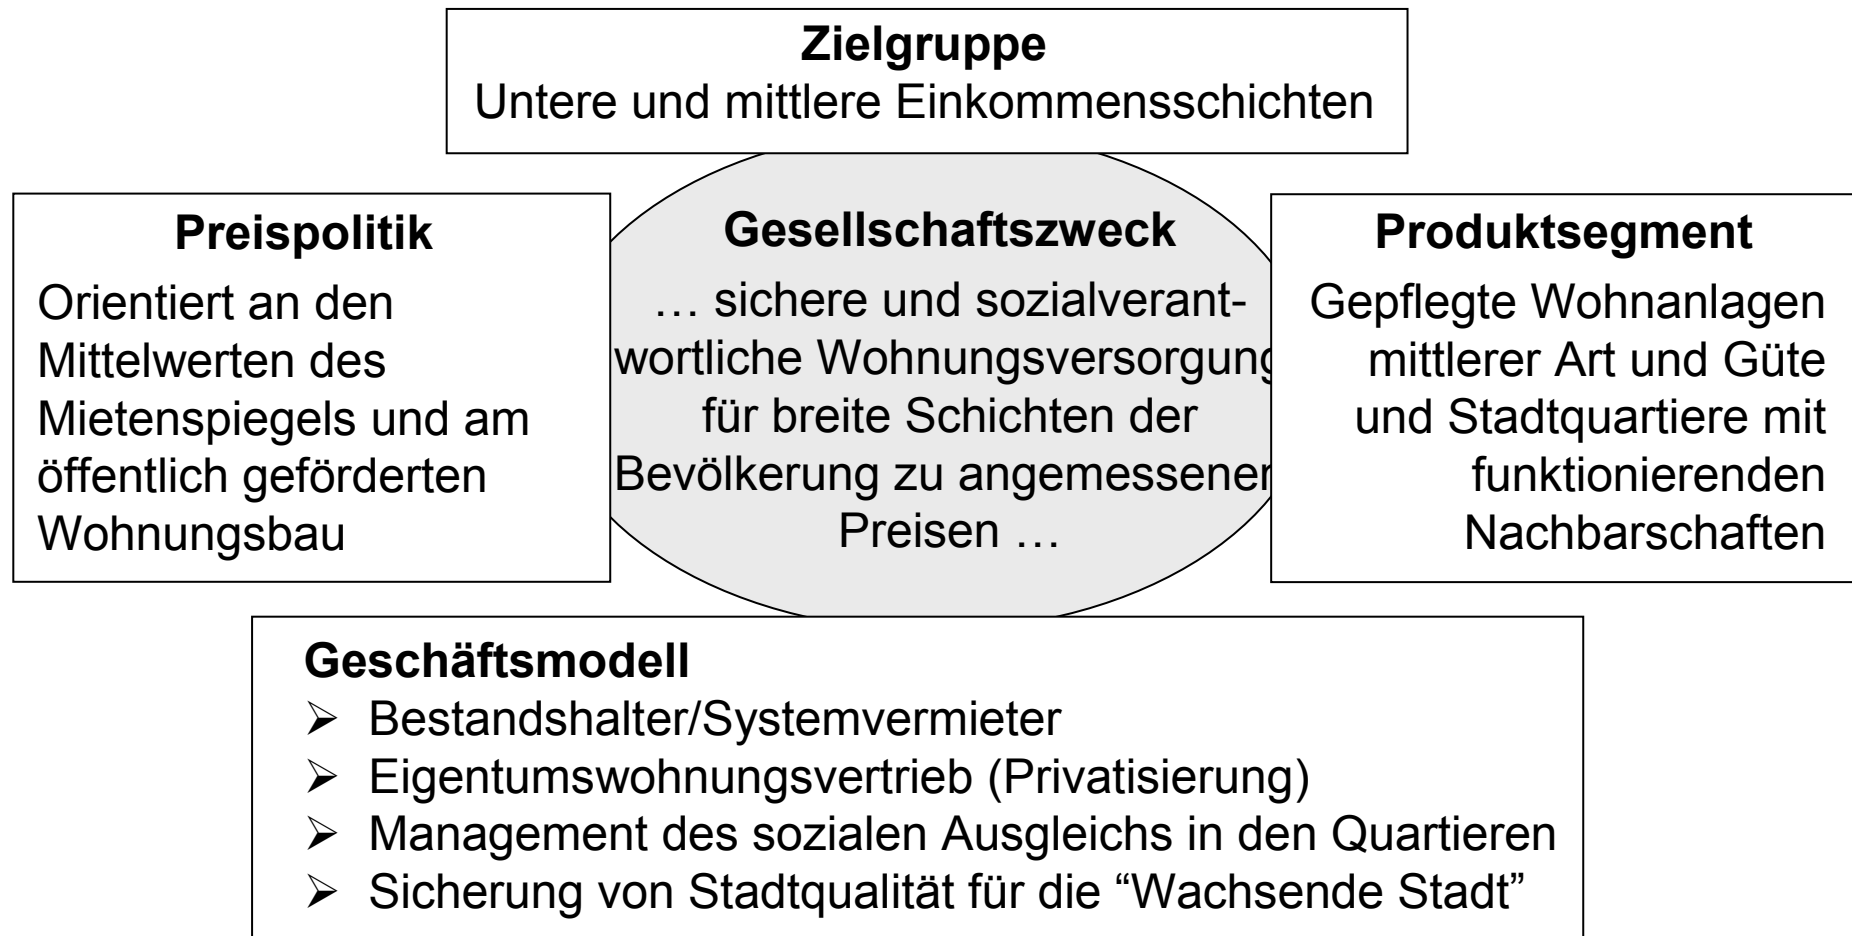 Zielgruppe
Untere und mittlere Einkommensschichten
Preispolitik
Orientiert an den
Mittelwerten des
Mietenspiegels und am
öffentlich geförderten
Wohnungsbau
Gesellschaftszweck
… sichere und sozialverant-
wortliche Wohnungsversorgung
für breite Schichten der
Bevölkerung zu angemessenen
Preisen …
Produktsegment
Gepflegte Wohnanlagen
mittlerer Art und Güte
und Stadtquartiere mit
funktionierenden
Nachbarschaften
Geschäftsmodell
➢ Bestandshalter/Systemvermieter
➢ Eigentumswohnungsvertrieb (Privatisierung)
➢ Management des sozialen Ausgleichs in den Quartieren
➢ Sicherung von Stadtqualität für die “Wachsende Stadt”